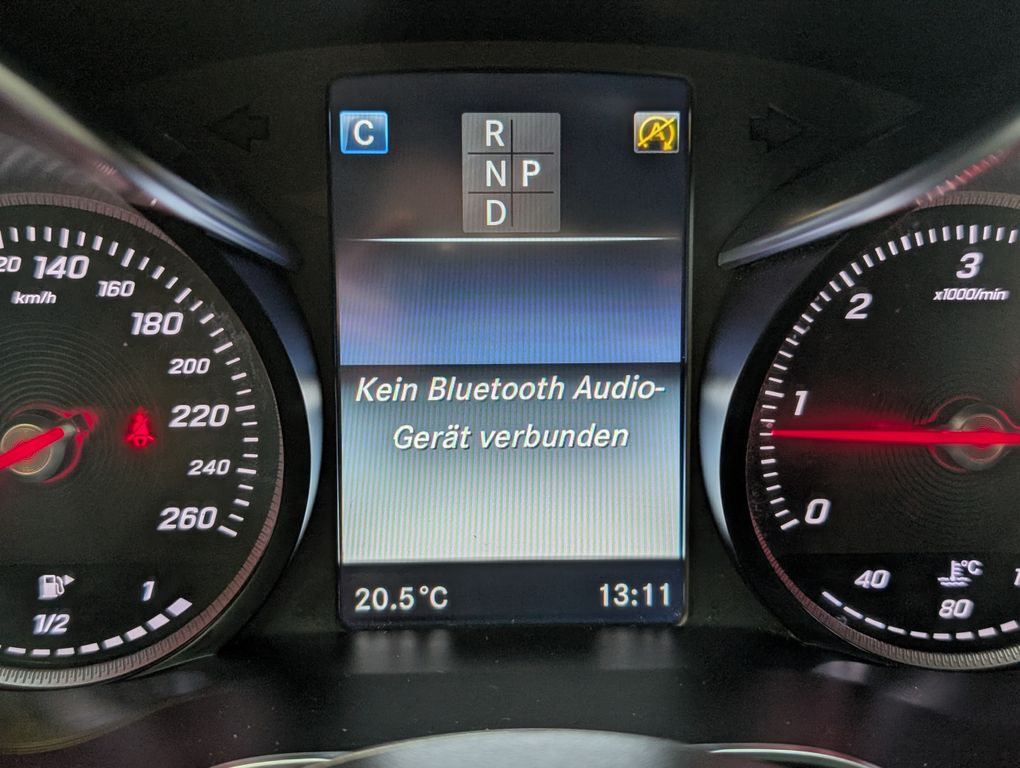 C
R
N P
D
20
140
km/h
160
180
200
220
240
260
1/2
1
Kein Bluetooth Audio-
Gerät verbunden
20.5°C
13:11
3
x1000/min
2
1
0
40
°C
80